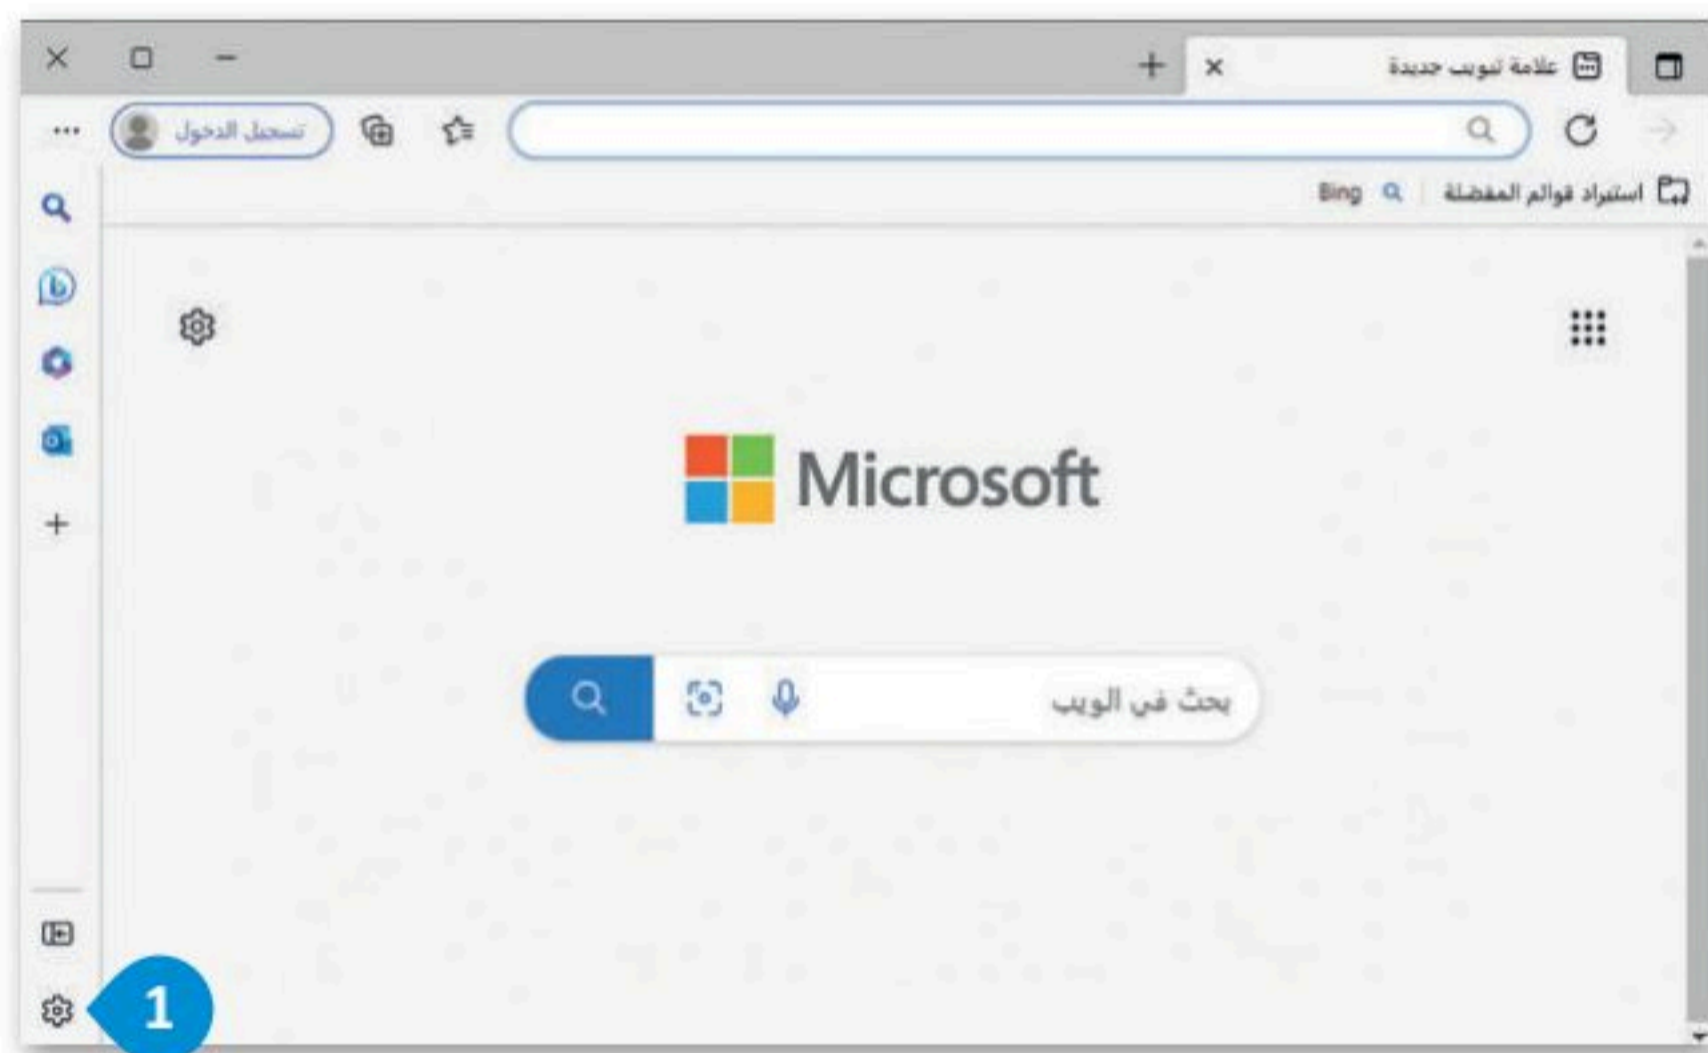 علامة تبويب جديدة
تسجيل الدخول
استيراد قوائم المفضلة Bing
Microsoft
بحث في الويب
1